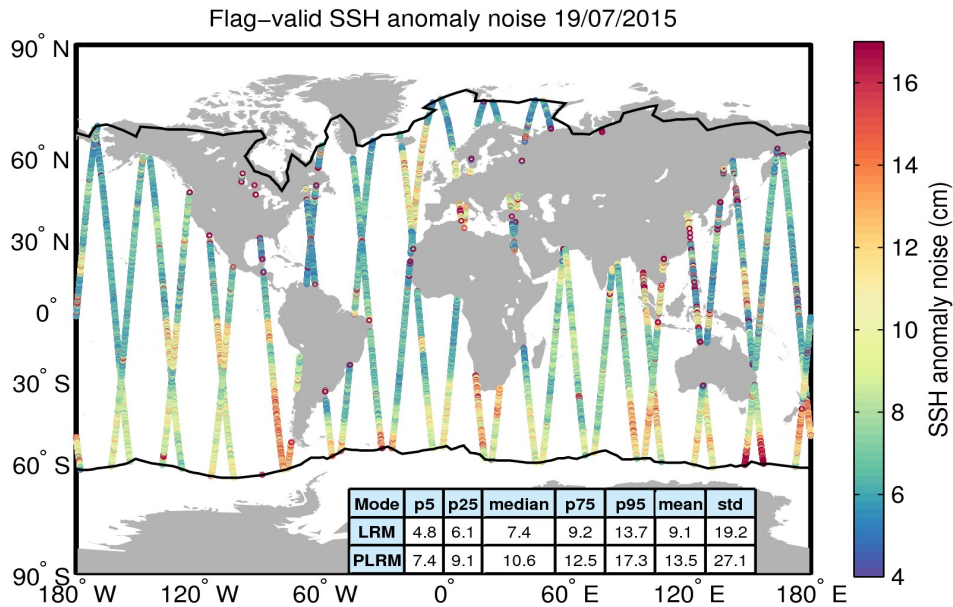 Flag−valid SSH anomaly noise 19/07/2015
90° N
60° N
30° N
0°
30° S
60° S
90° S
180° W
120° W
60° W
0°
60° E
120° E
180° E
16
14
12
10
8
6
4
SSH anomaly noise (cm)
Mode p5 p25 median p75 p95 mean std
LRM 4.8 6.1 7.4 9.2 13.7 9.1 19.2
PLRM 7.4 9.1 10.6 12.5 17.3 13.5 27.1